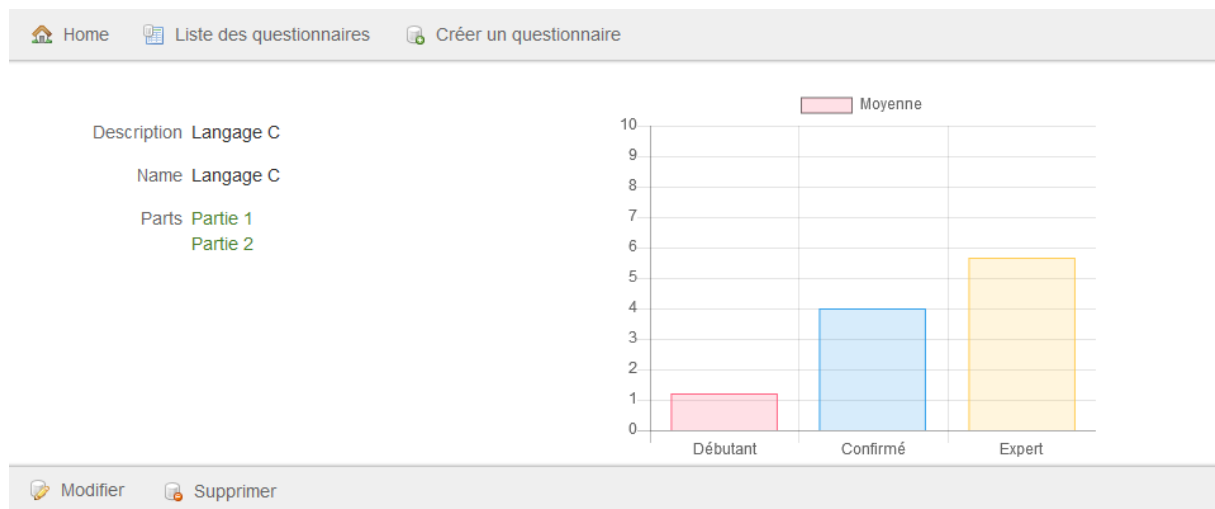 Home Liste des questionnaires Créer un questionnaire
Description Langage C
Name Langage C
Parts Partie 1
Partie 2
Moyenne
10
9
8
7
6
5
4
3
2
1
0
Débutant Confirmé Expert
Modifier Supprimer